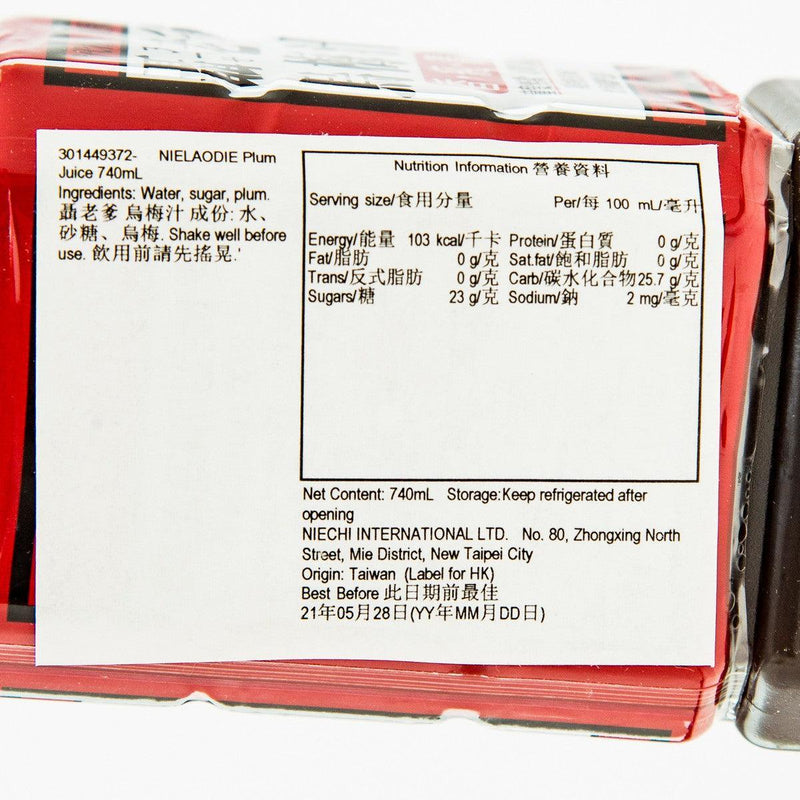 301449372- NIELAODIE Plum
Juice 740mL
Ingredients: Water, sugar, plum.
聶老爹 烏梅汁 成份: 水、
砂糖、烏梅. Shake well before
use. 飲用前請先搖晃.'
Nutrition Information 營養資料
Serving size/食用分量 Per/每 100 mL/毫升
Energy/能量 103 kcal/千卡 Protein/蛋白質 0 g/克
Fat/脂肪 0 g/克 Sat.fat/飽和脂肪 0 g/克
Trans/反式脂肪 0 g/克 Carb/碳水化合物 25.7 g/克
Sugars/糖 23 g/克 Sodium/鈉 2 mg/毫克
Net Content: 740mL Storage:Keep refrigerated after
opening
NIECHI INTERNATIONAL LTD. No. 80, Zhongxing North
Street, Mie District, New Taipei City
Origin: Taiwan (Label for HK)
Best Before 此日期前最佳
21年05月28日(YY年MM月DD日)